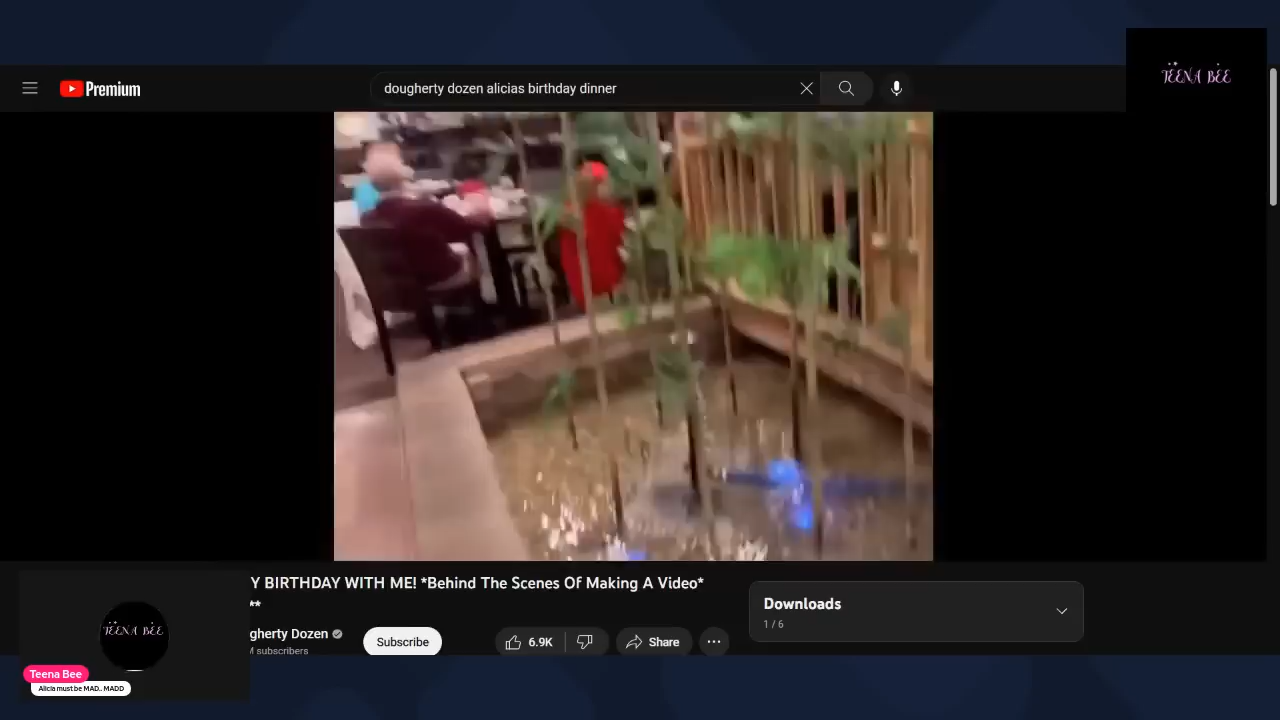 Premium
dougherty dozen alicias birthday dinner
TEENA BEE
Y BIRTHDAY WITH ME! *Behind The Scenes Of Making A Video*
**
gherty Dozen
Subscribe
6.9K
Share
M subscribers
Downloads
1 / 6
TEENA BEE
Teena Bee
Alicia must be MAD.. MADD